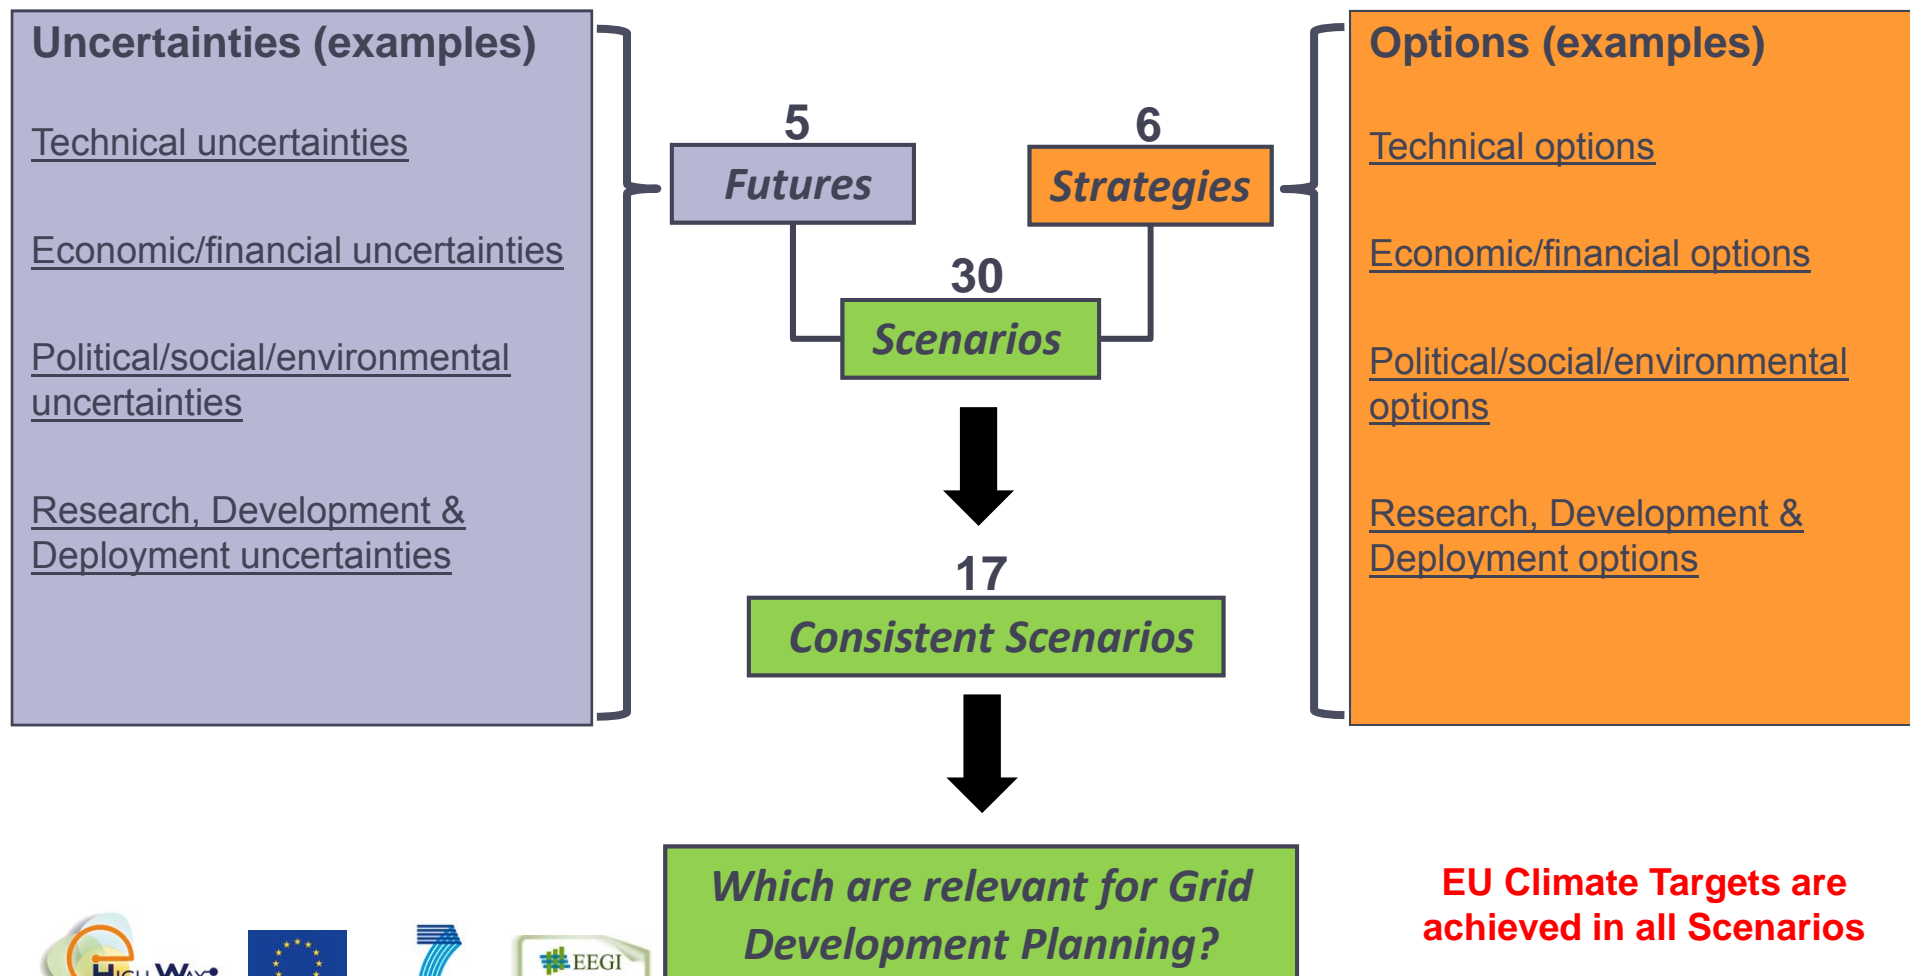 Uncertainties (examples)
Technical uncertainties
Economic/financial uncertainties
Political/social/environmental
uncertainties
Research, Development &
Deployment uncertainties
5
Futures
6
Strategies
30
Scenarios
17
Consistent Scenarios
Which are relevant for Grid
Development Planning?
Options (examples)
Technical options
Economic/financial options
Political/social/environmental
options
Research, Development &
Deployment options
EU Climate Targets are
achieved in all Scenarios
HIGHWAY
7
EEGI